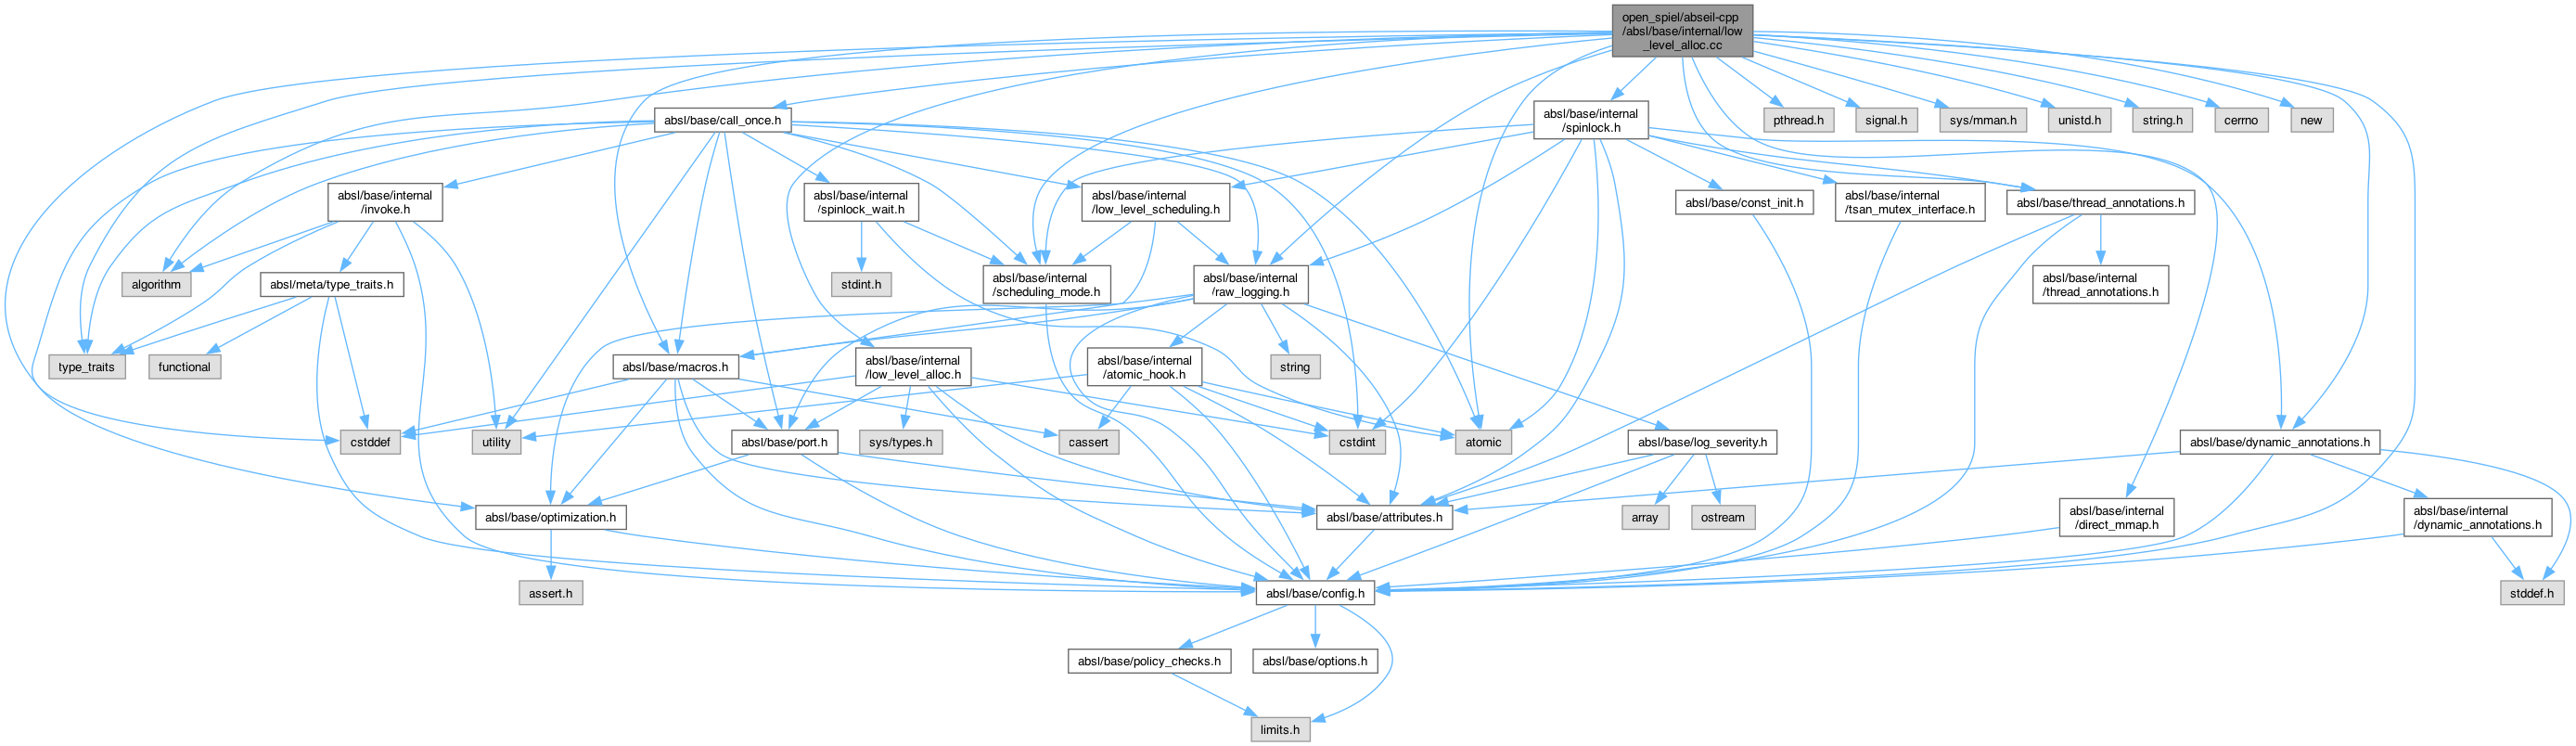 open_spiel/abseil-cpp
/absl/base/internal/low
_level_alloc.cc
absl/base/call_once.h
absl/base/internal
/spinlock.h
pthread.h
signal.h
sys/mman.h
unistd.h
string.h
cerrno
new
absl/base/internal
/invoke.h
absl/base/internal
/spinlock_wait.h
absl/base/internal
/low_level_scheduling.h
absl/base/const_init.h
absl/base/internal
/tsan_mutex_interface.h
absl/base/thread_annotations.h
algorithm
absl/meta/type_traits.h
stdint.h
absl/base/internal
/scheduling_mode.h
absl/base/internal
/raw_logging.h
absl/base/internal
/thread_annotations.h
type_traits
functional
absl/base/macros.h
absl/base/internal
/low_level_alloc.h
absl/base/internal
/atomic_hook.h
string
cstddef
utility
absl/base/port.h
sys/types.h
cassert
cstdint
atomic
absl/base/log_severity.h
absl/base/dynamic_annotations.h
absl/base/optimization.h
absl/base/attributes.h
array
ostream
absl/base/internal
/direct_mmap.h
absl/base/internal
/dynamic_annotations.h
assert.h
absl/base/config.h
stddef.h
absl/base/policy_checks.h
absl/base/options.h
limits.h